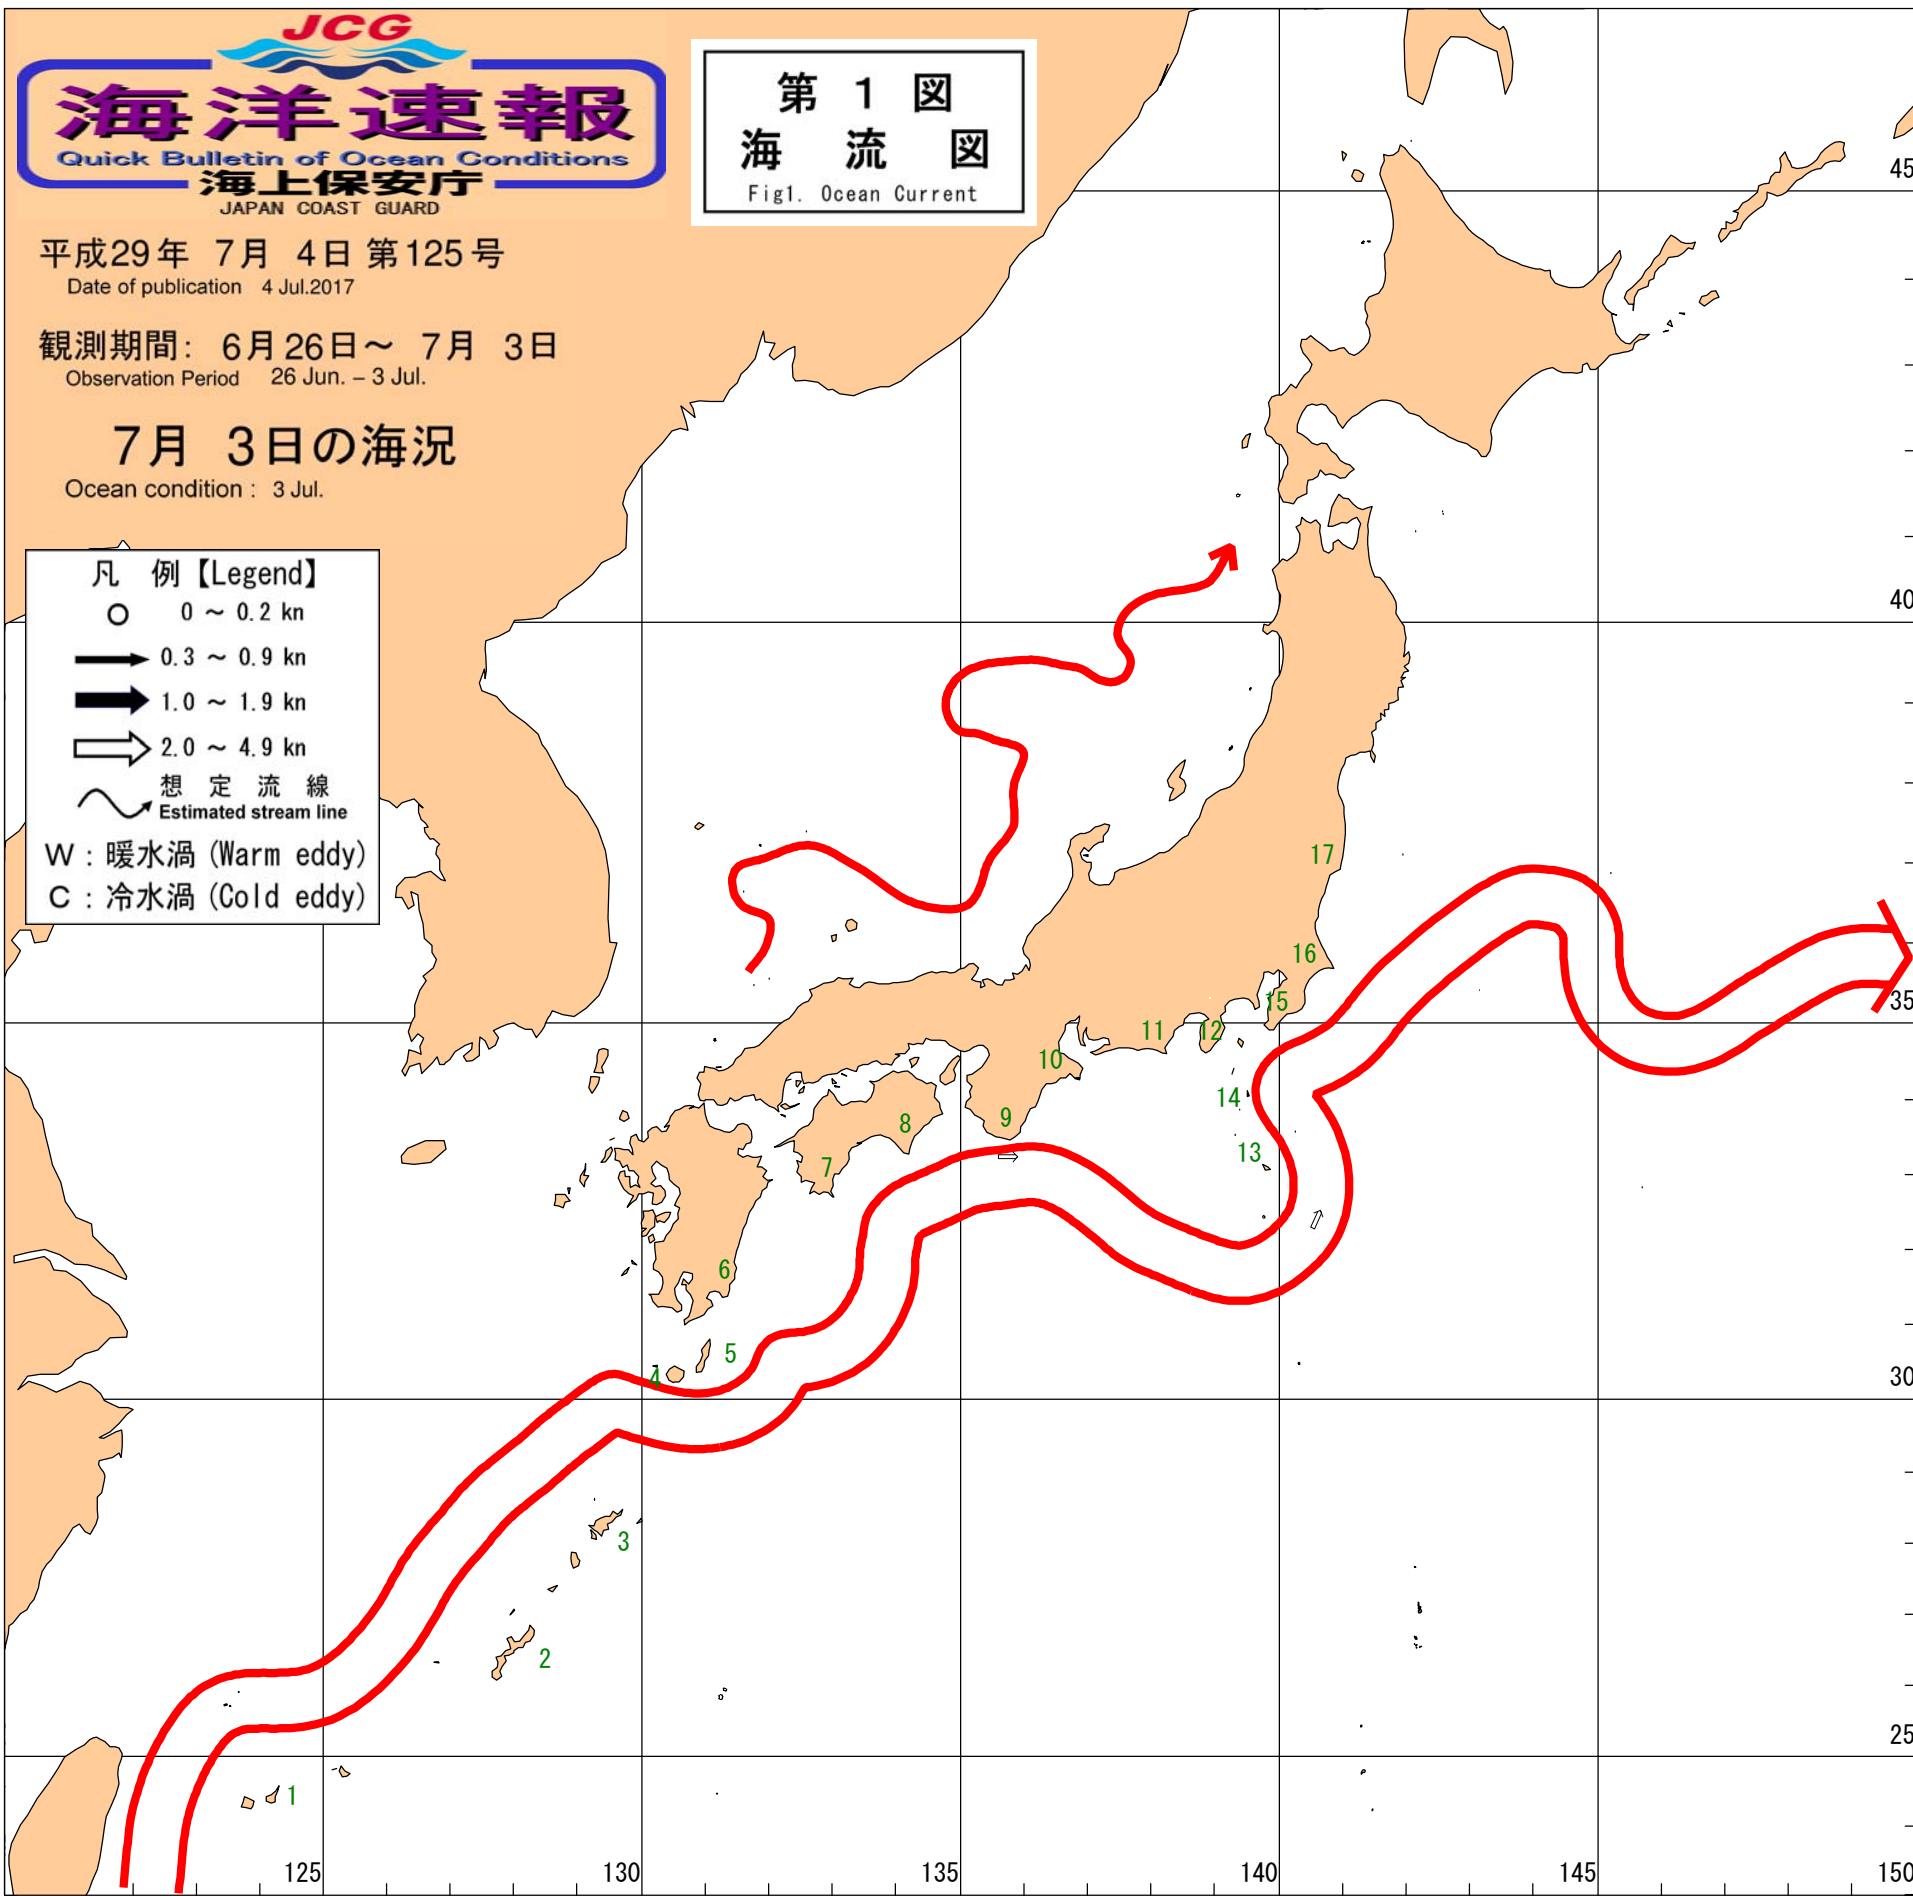 JCG
海洋速報
Quick Bulletin of Ocean Conditions
海上保安庁
JAPAN COAST GUARD
第 1 図
海 流 図
Fig1. Ocean Current
平成29年 7月 4日 第125号
Date of publication 4 Jul.2017
観測期間: 6月26日～ 7月 3日
Observation Period 26 Jun. – 3 Jul.
7月 3日の海況
Ocean condition : 3 Jul.
凡 例【Legend】
0 ～ 0.2 kn
0.3 ～ 0.9 kn
1.0 ～ 1.9 kn
2.0 ～ 4.9 kn
想 定 流 線
Estimated stream line
W : 暖水渦 (Warm eddy)
C : 冷水渦 (Cold eddy)
45
40
17
16
35
15
11
12
10
14
9
8
13
7
6
5
4
30
3
2
25
1
125
130
135
140
145
150